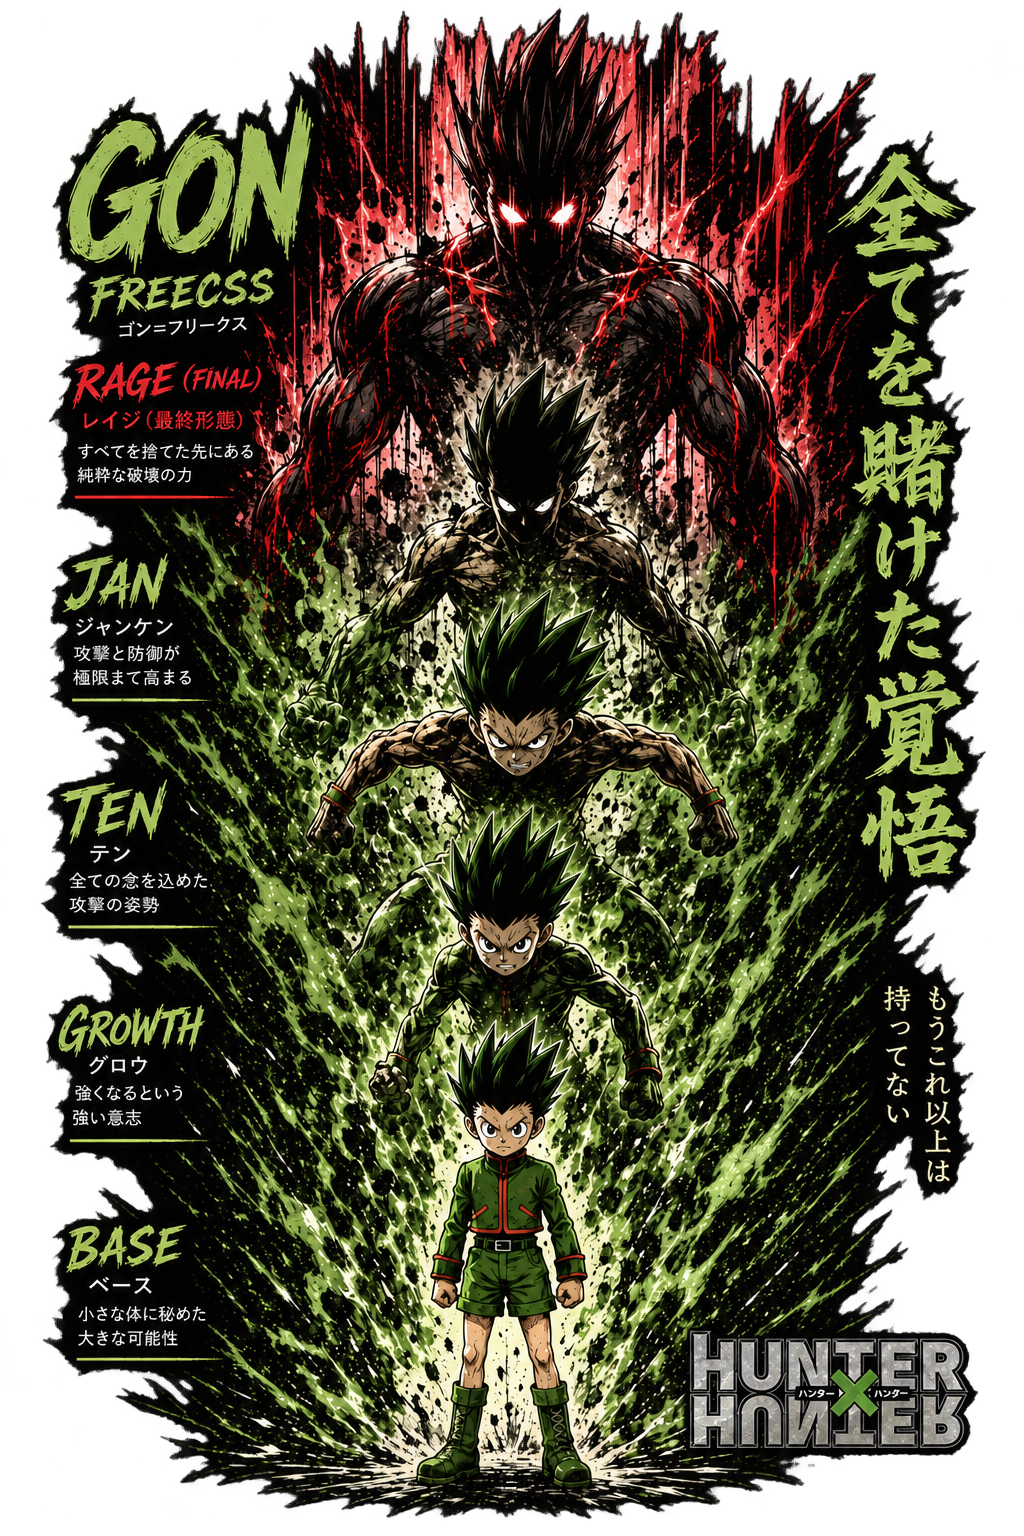 GON
FREECSS
ゴン=フリークス
RAGE (FINAL)
レイジ（最終形態）
すべてを捨てた先にある
純粋な破壊の力
JAN
ジャンケン
攻撃と防御が
極限まて高まる
TEN
テン
全ての念を込めた
攻撃の姿勢
GROWTH
グロウ
強くなるという
強い意志
BASE
ベース
小さな体に秘めた
大きな可能性
全てを賭けた覚悟
もうこれ以上は
持ってない
HUNTER
ハンター×ハンター
HUNTER